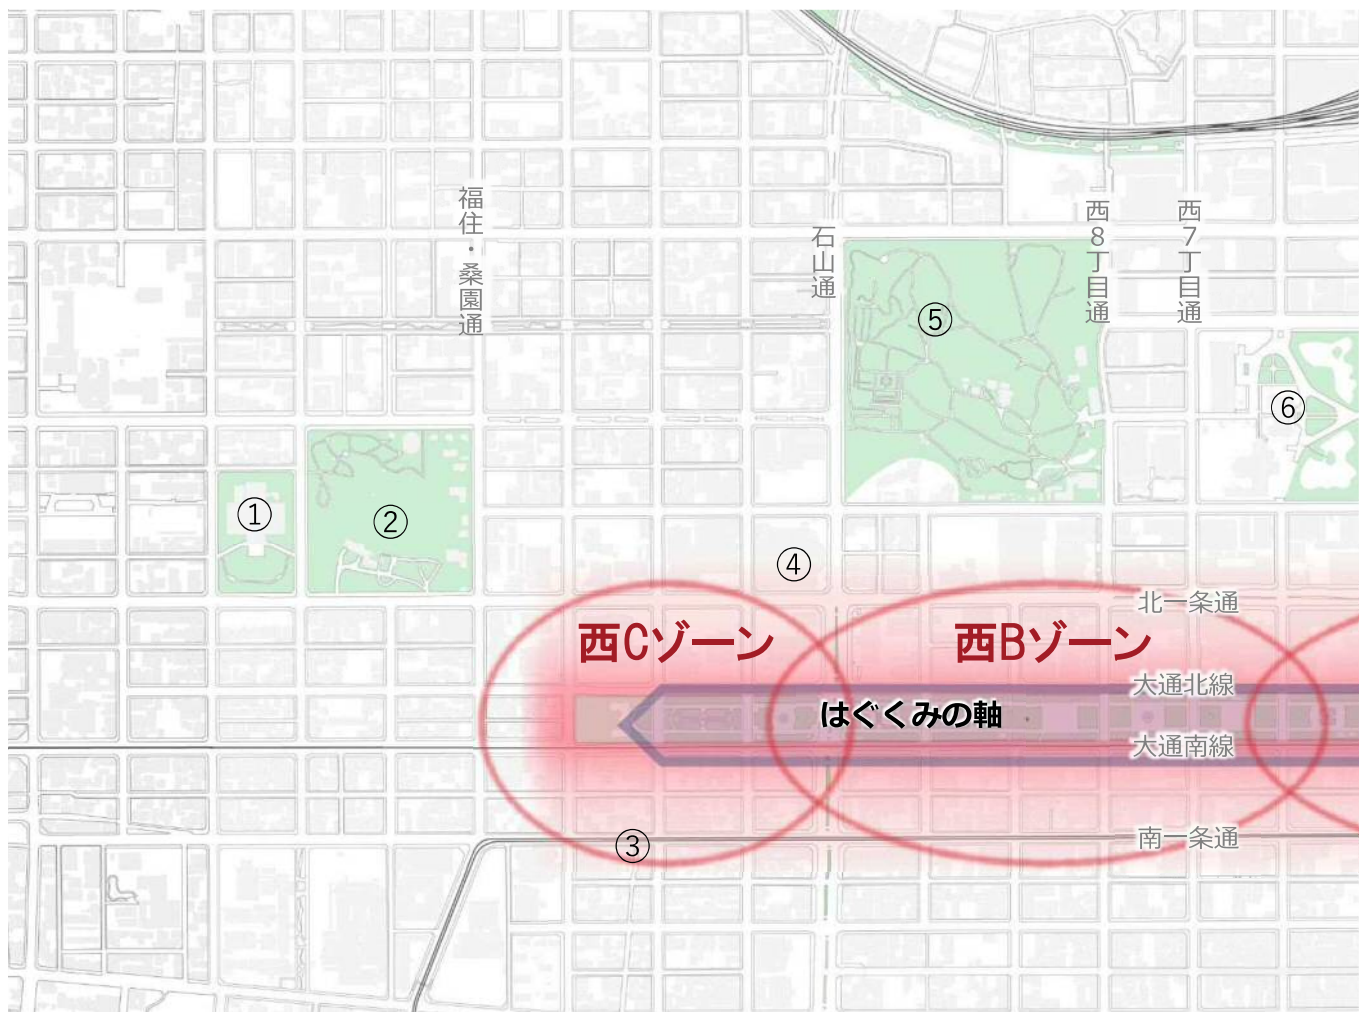 福住・桑園通
石山通
西8丁目通
西7丁目通
⑤
⑥
①
②
④
北一条通
西Cゾーン
西Bゾーン
大通北線
はぐくみの軸
大通南線
③
南一条通